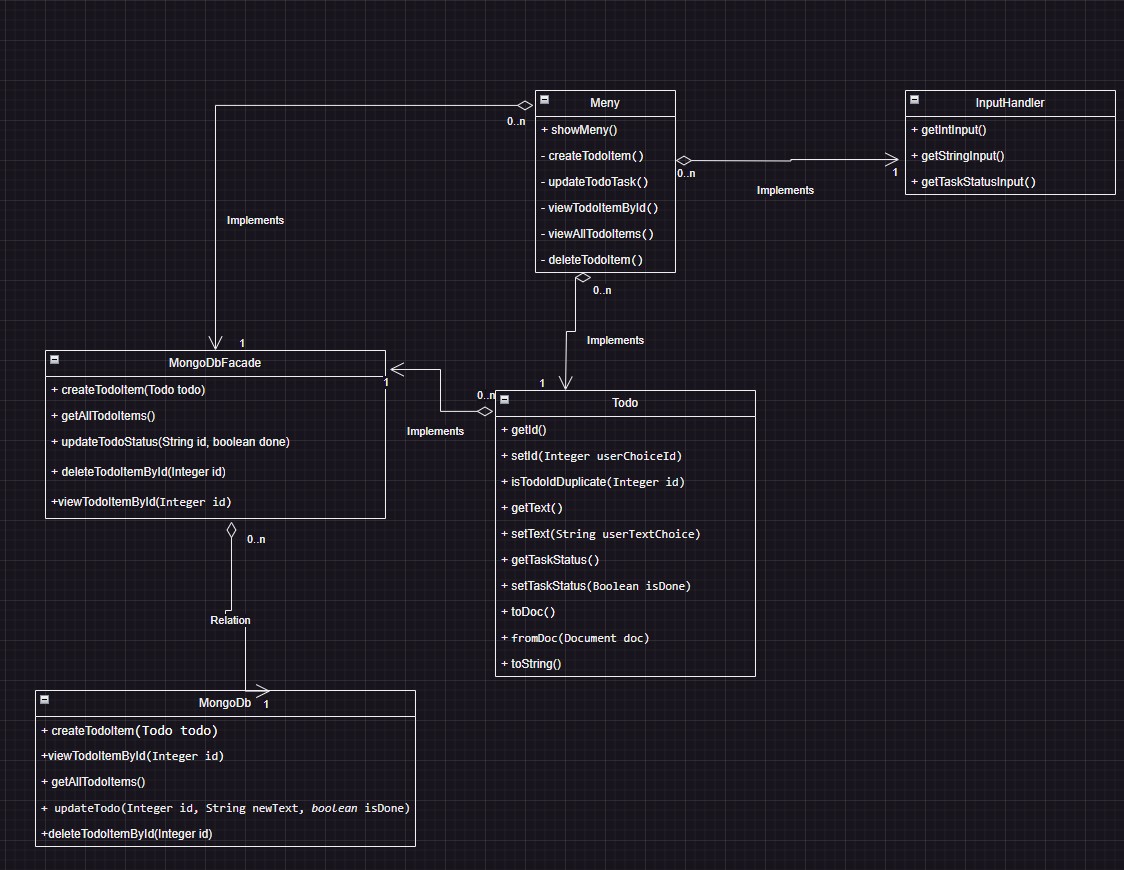 Meny
+ showMeny()
- createTodoItem()
- updateTodoTask()
- viewTodoItemById()
- viewAllTodoItems()
- deleteTodoItem()
InputHandler
+ getIntInput()
+ getStringInput()
+ getTaskStatusInput()
0..n
0..n
1
Implements
Implements
0..n
Implements
1
1
MongoDbFacade
+ createTodoItem(Todo todo)
+ getAllTodoItems()
+ updateTodoStatus(String id, boolean done)
+ deleteTodoItemById(Integer id)
+viewTodoItemById(Integer id)
1
0..n
Implements
Todo
+ getId()
+ setId(Integer userChoiceId)
+ isTodoIdDuplicate(Integer id)
+ getText()
+ setText(String userTextChoice)
+ getTaskStatus()
+ setTaskStatus(Boolean isDone)
+ toDoc()
+ fromDoc(Document doc)
+ toString()
0..n
Relation
MongoDb
1
+ createTodoItem(Todo todo)
+viewTodoItemById(Integer id)
+ getAllTodoItems()
+ updateTodo(Integer id, String newText, boolean isDone)
+deleteTodoItemById(Integer id)